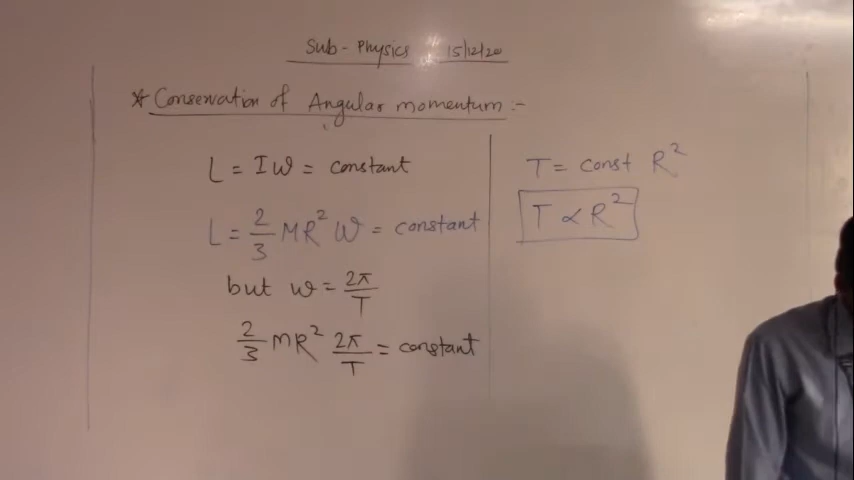 Sub - Physics 15/12/20
* Conservation of Angular momentum :-
L = Iω = constant
L = 2/3 MR² ω = constant
but ω = 2π/T
2/3 MR² 2π/T = constant
T = const R²
T ∝ R²